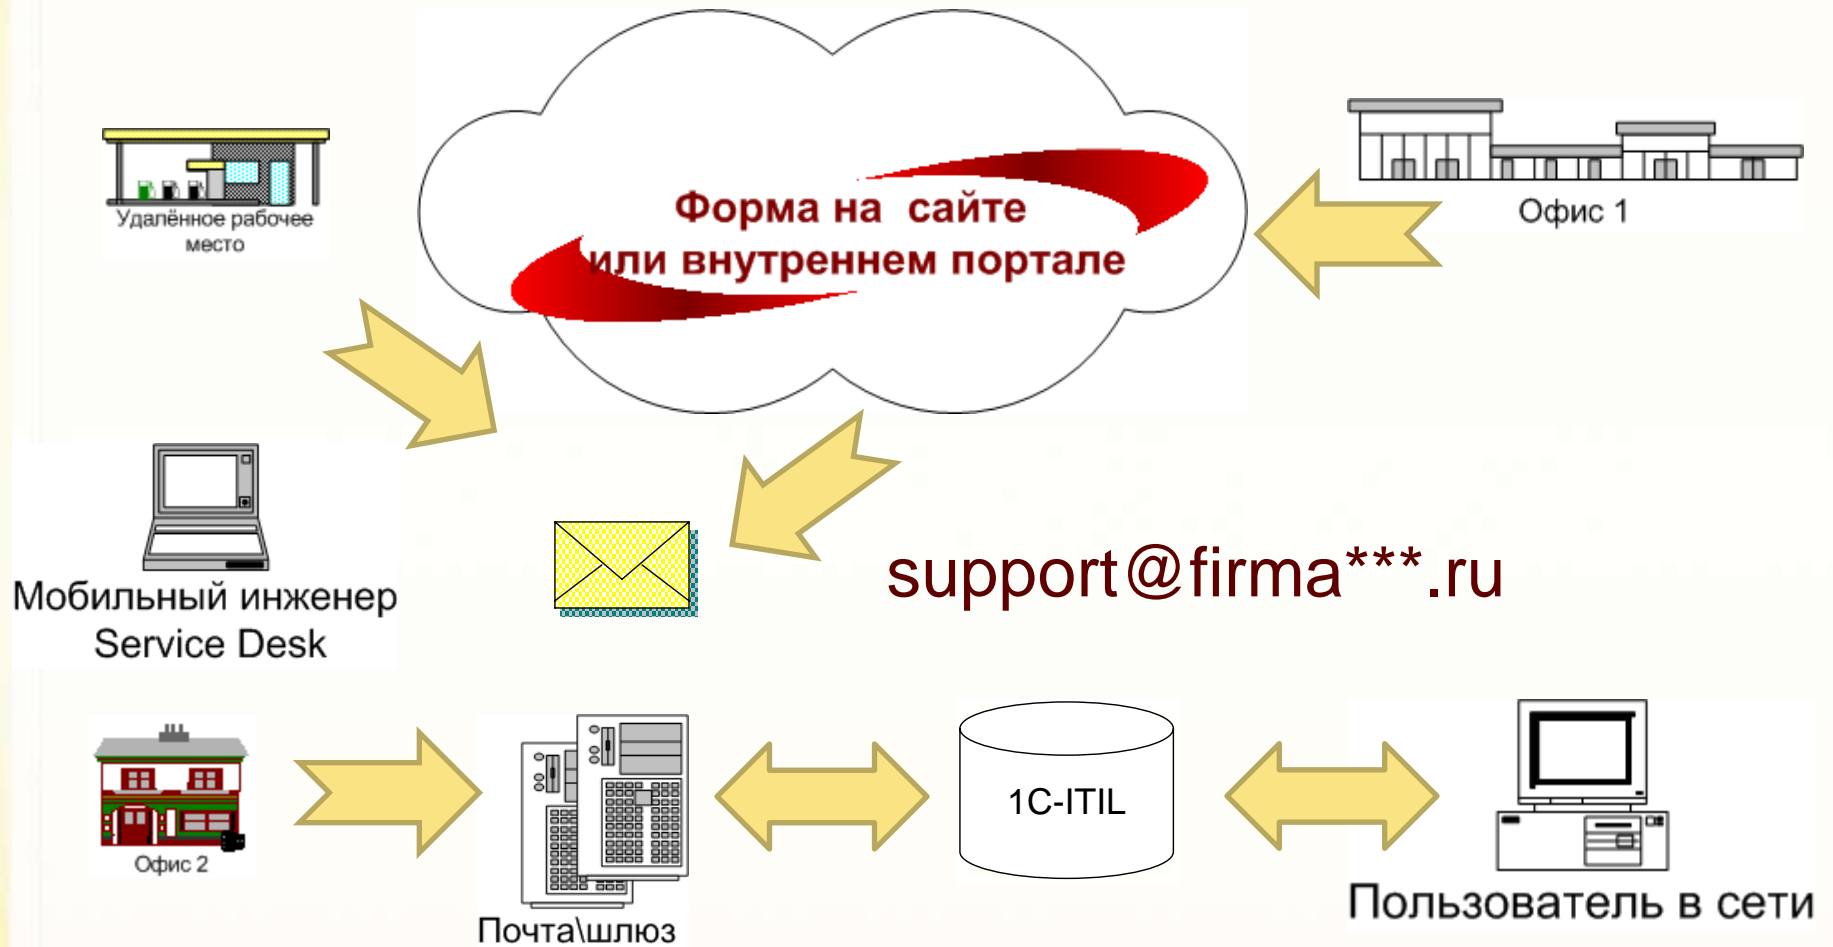 Форма на сайте
или внутреннем портале
Удалённое рабочее
место
Офис 1
Мобильный инженер
Service Desk
support@firma***.ru
Офис 2
Почта\шлюз
1C-ITIL
Пользователь в сети